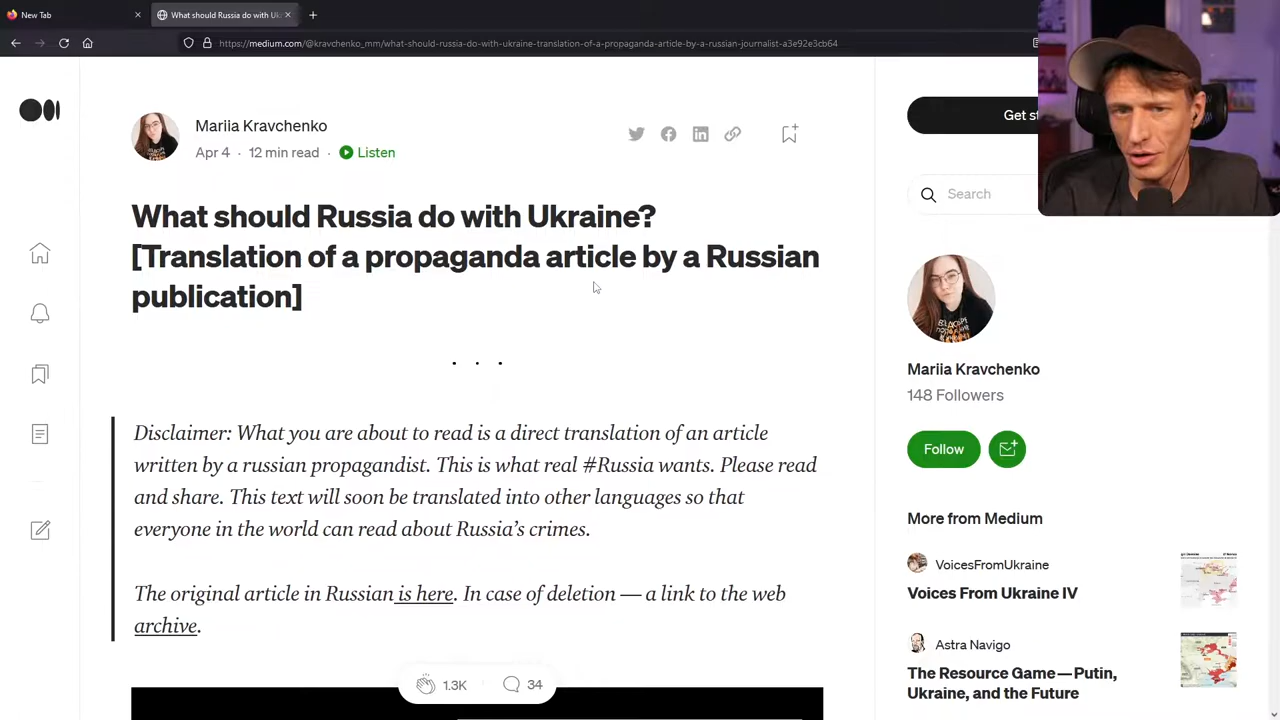 New Tab
What should Russia do with Uk
https://medium.com/@kravchenko_mm/what-should-russia-do-with-ukraine-translation-of-a-propaganda-article-by-a-russian-journalist-a3e92e3cb64
Mariia Kravchenko
Apr 4 · 12 min read · Listen
What should Russia do with Ukraine?
[Translation of a propaganda article by a Russian
publication]
. . .
Disclaimer: What you are about to read is a direct translation of an article
written by a russian propagandist. This is what real #Russia wants. Please read
and share. This text will soon be translated into other languages so that
everyone in the world can read about Russia's crimes.
The original article in Russian is here. In case of deletion — a link to the web
archive.
1.3K
34
Get st
Search
Mariia Kravchenko
148 Followers
Follow
More from Medium
VoicesFromUkraine
Voices From Ukraine IV
Astra Navigo
The Resource Game—Putin,
Ukraine, and the Future